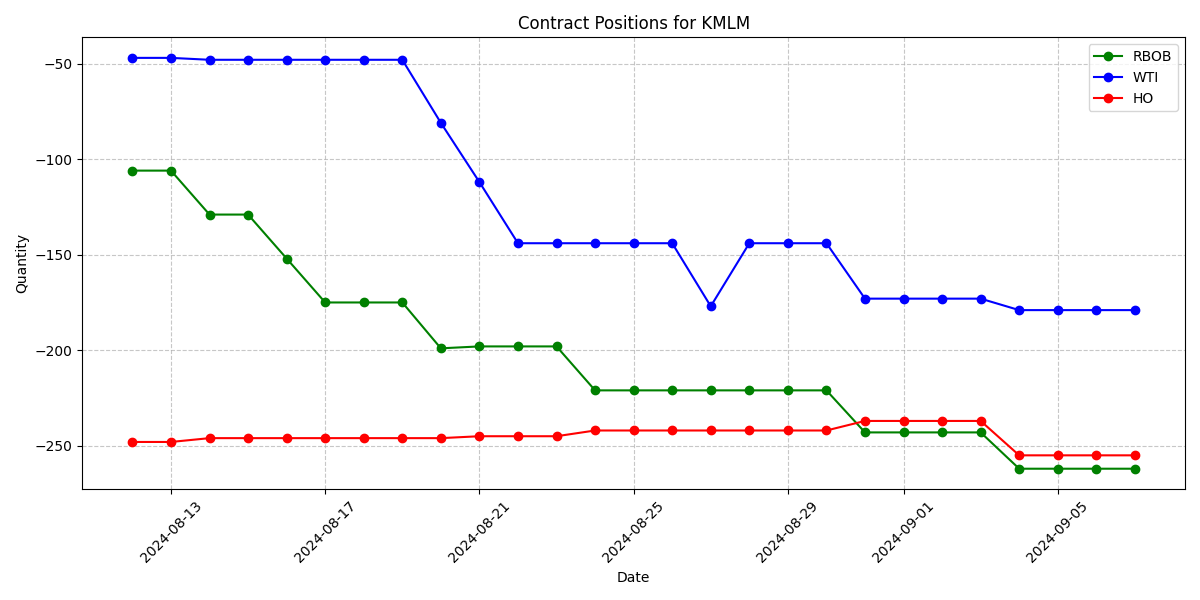 Contract Positions for KMLM
RBOB
WTI
HO
−50
−100
−150
−200
−250
Quantity
2024-08-13
2024-08-17
2024-08-21
2024-08-25
2024-08-29
2024-09-01
2024-09-05
Date